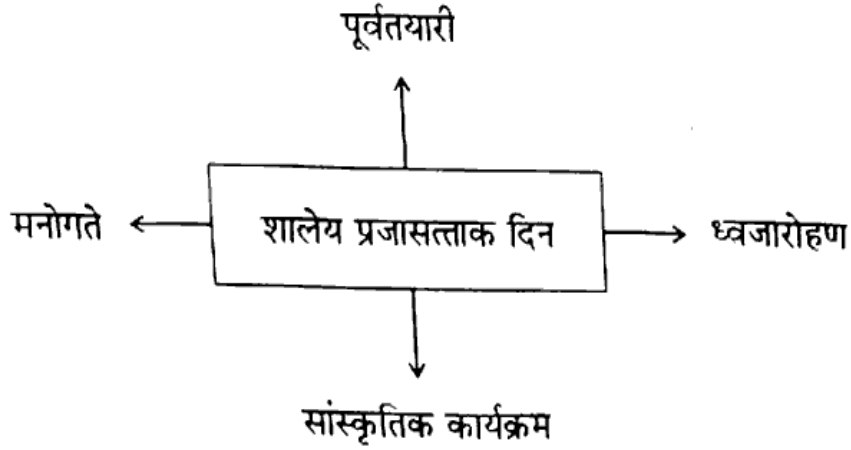 पूर्वतयारी
मनोगते
शालेय प्रजासत्ताक दिन
ध्वजारोहण
सांस्कृतिक कार्यक्रम